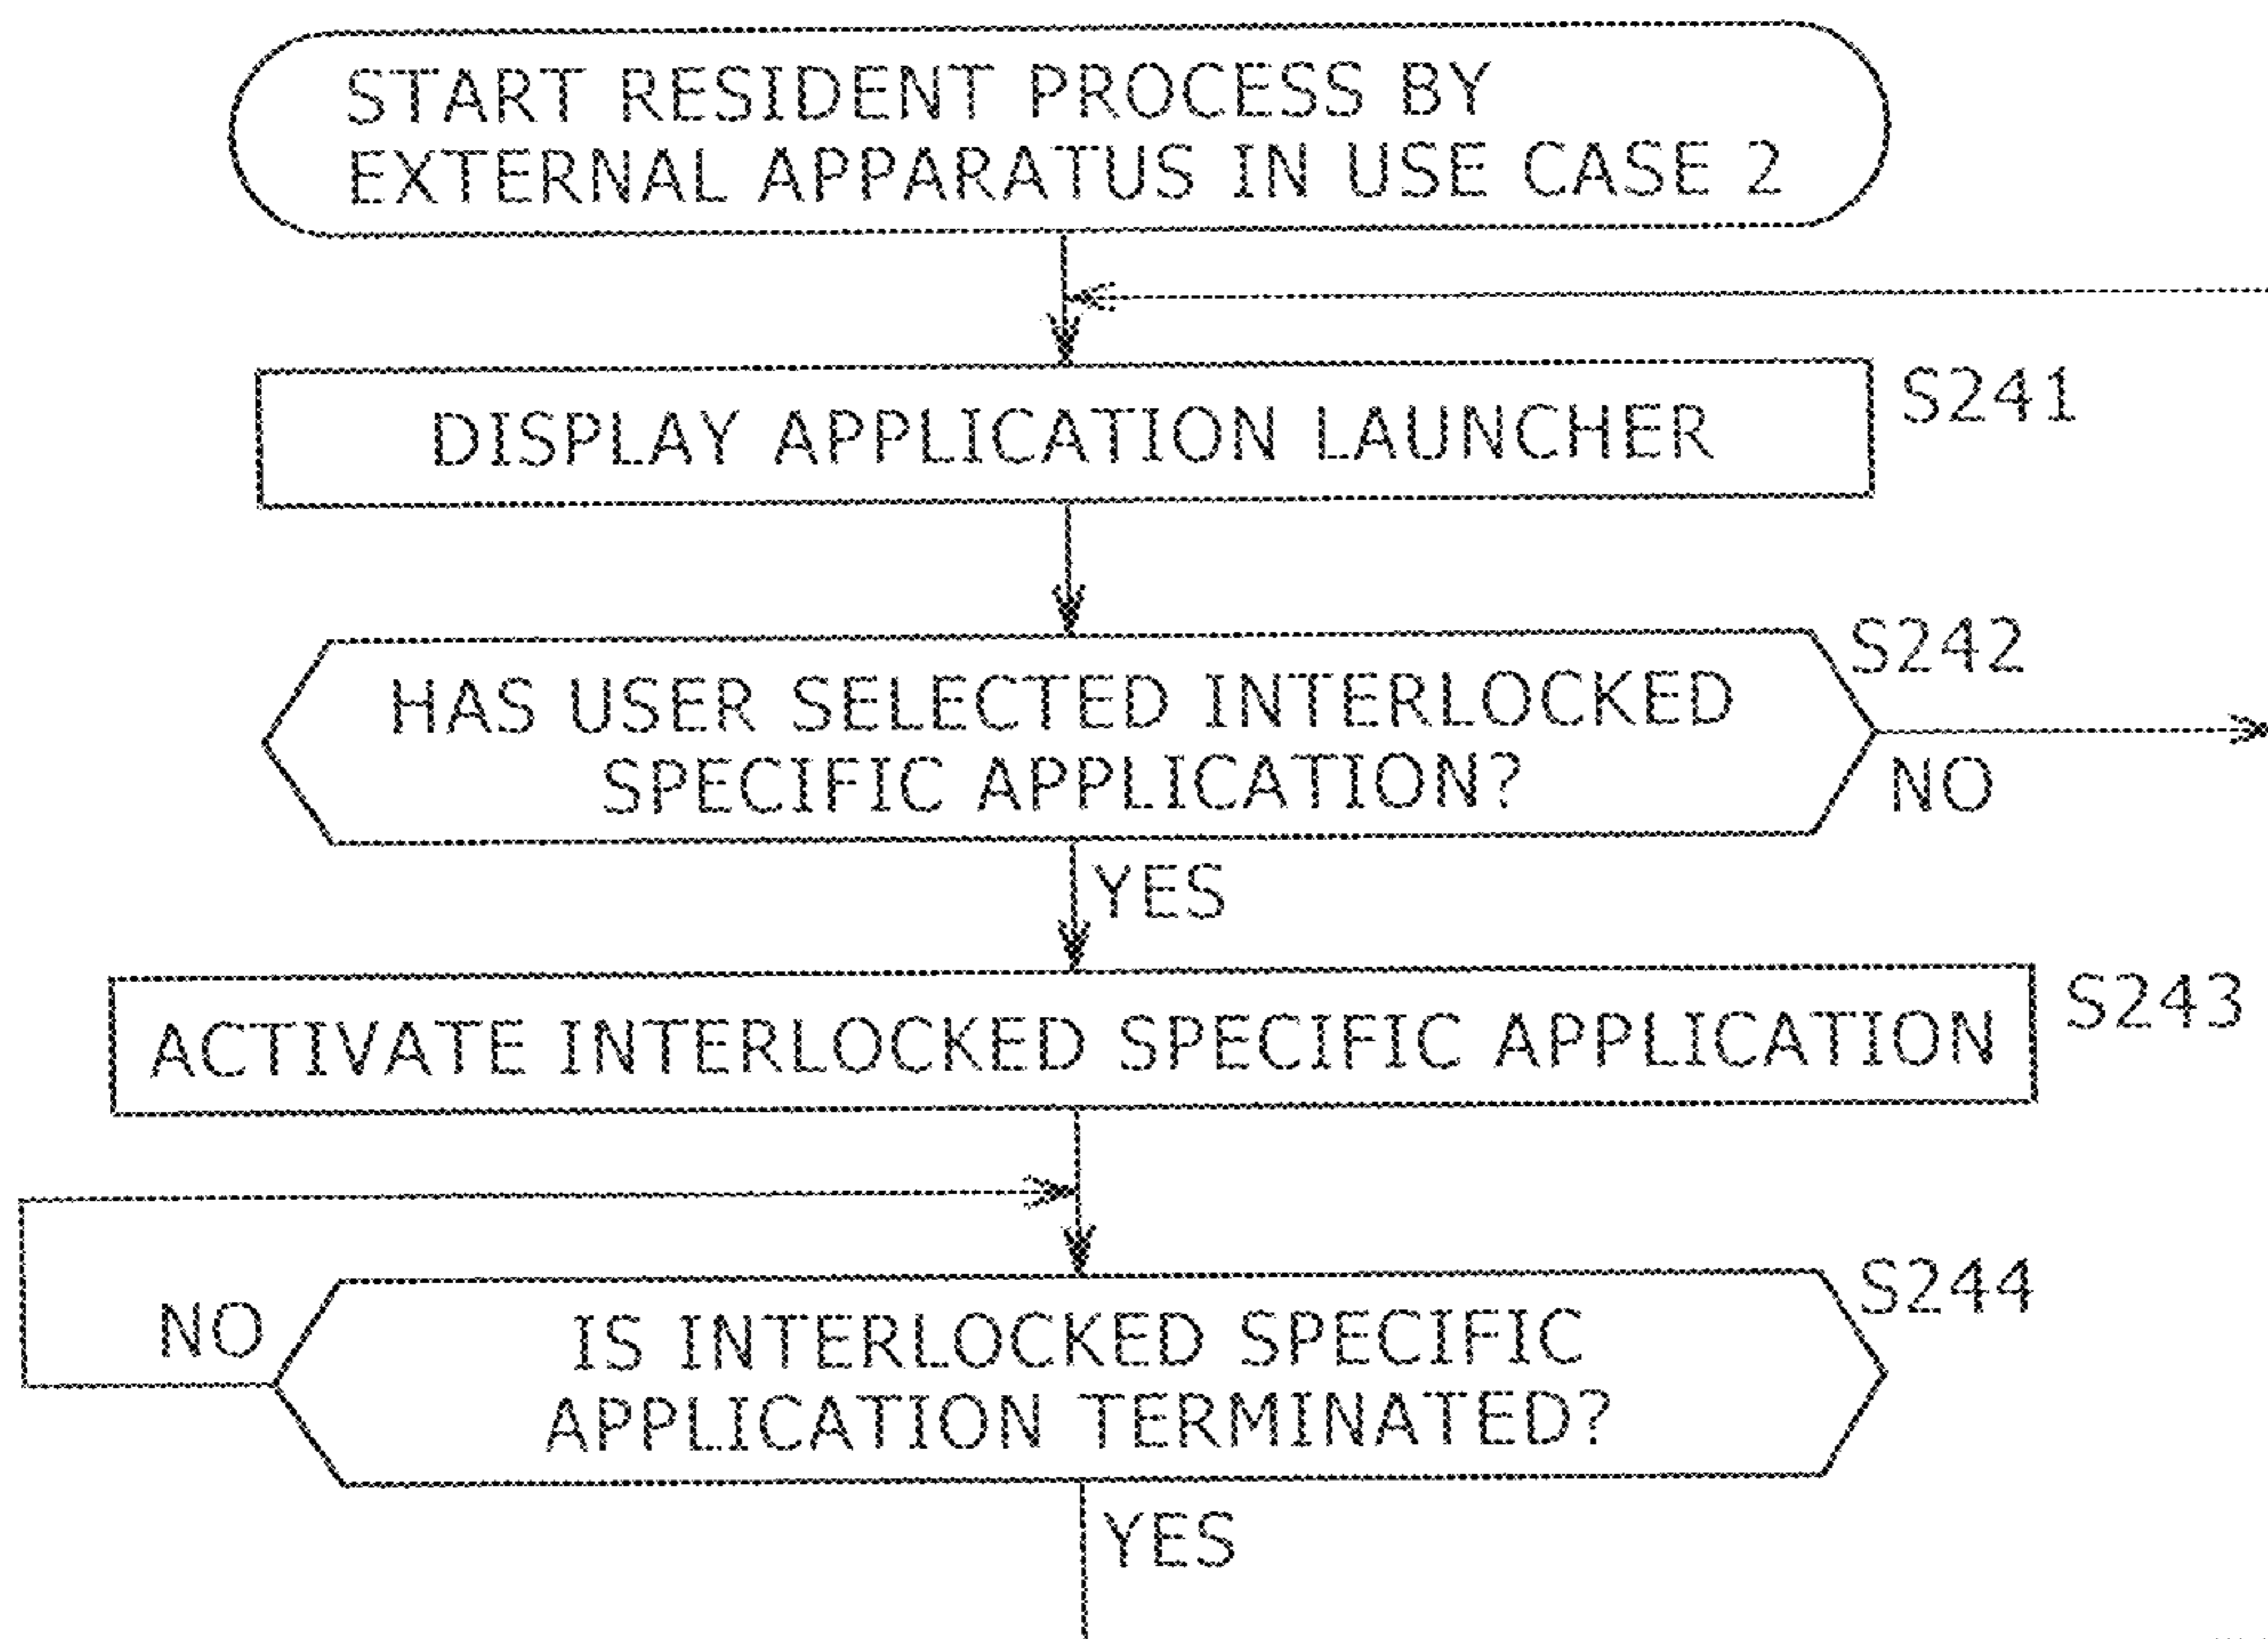 START RESIDENT PROCESS BY
EXTERNAL APPARATUS IN USE CASE 2
DISPLAY APPLICATION LAUNCHER
S241
S242
HAS USER SELECTED INTERLOCKED
SPECIFIC APPLICATION?
NO
YES
ACTIVATE INTERLOCKED SPECIFIC APPLICATION
S243
S244
NO
IS INTERLOCKED SPECIFIC
APPLICATION TERMINATED?
YES